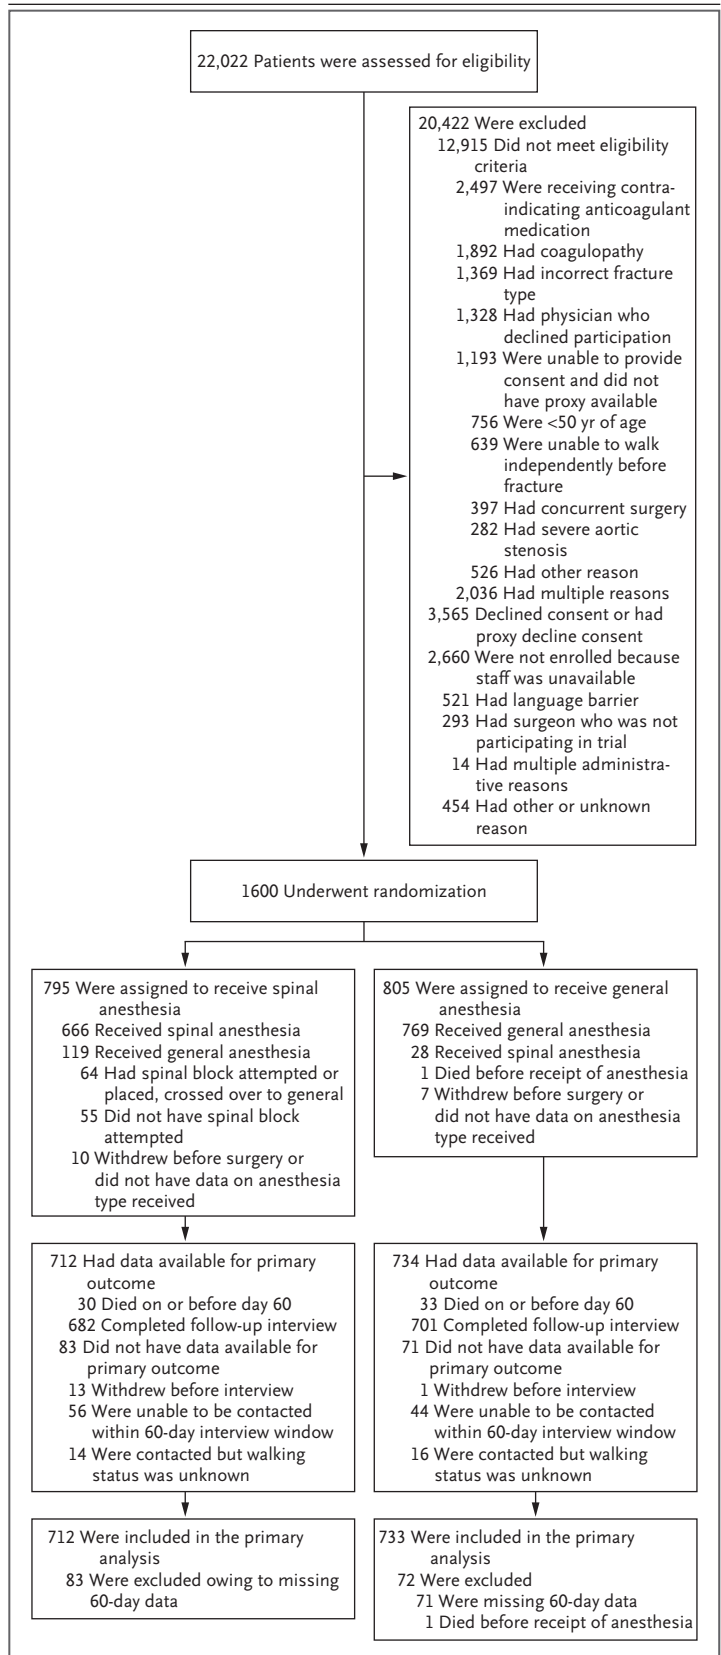 22,022 Patients were assessed for eligibility
20,422 Were excluded
12,915 Did not meet eligibility
criteria
2,497 Were receiving contra-
indicating anticoagulant
medication
1,892 Had coagulopathy
1,369 Had incorrect fracture
type
1,328 Had physician who
declined participation
1,193 Were unable to provide
consent and did not
have proxy available
756 Were <50 yr of age
639 Were unable to walk
independently before
fracture
397 Had concurrent surgery
282 Had severe aortic
stenosis
526 Had other reason
2,036 Had multiple reasons
3,565 Declined consent or had
proxy decline consent
2,660 Were not enrolled because
staff was unavailable
521 Had language barrier
293 Had surgeon who was not
participating in trial
14 Had multiple administra-
tive reasons
454 Had other or unknown
reason
1600 Underwent randomization
795 Were assigned to receive spinal
anesthesia
666 Received spinal anesthesia
119 Received general anesthesia
64 Had spinal block attempted or
placed, crossed over to general
55 Did not have spinal block
attempted
10 Withdrew before surgery or
did not have data on anesthesia
type received
805 Were assigned to receive general
anesthesia
769 Received general anesthesia
28 Received spinal anesthesia
1 Died before receipt of anesthesia
7 Withdrew before surgery or
did not have data on anesthesia
type received
712 Had data available for primary
outcome
30 Died on or before day 60
682 Completed follow-up interview
83 Did not have data available for
primary outcome
13 Withdrew before interview
56 Were unable to be contacted
within 60-day interview window
14 Were contacted but walking
status was unknown
734 Had data available for primary
outcome
33 Died on or before day 60
701 Completed follow-up interview
71 Did not have data available for
primary outcome
1 Withdrew before interview
44 Were unable to be contacted
within 60-day interview window
16 Were contacted but walking
status was unknown
712 Were included in the primary
analysis
83 Were excluded owing to missing
60-day data
733 Were included in the primary
analysis
72 Were excluded
71 Were missing 60-day data
1 Died before receipt of anesthesia